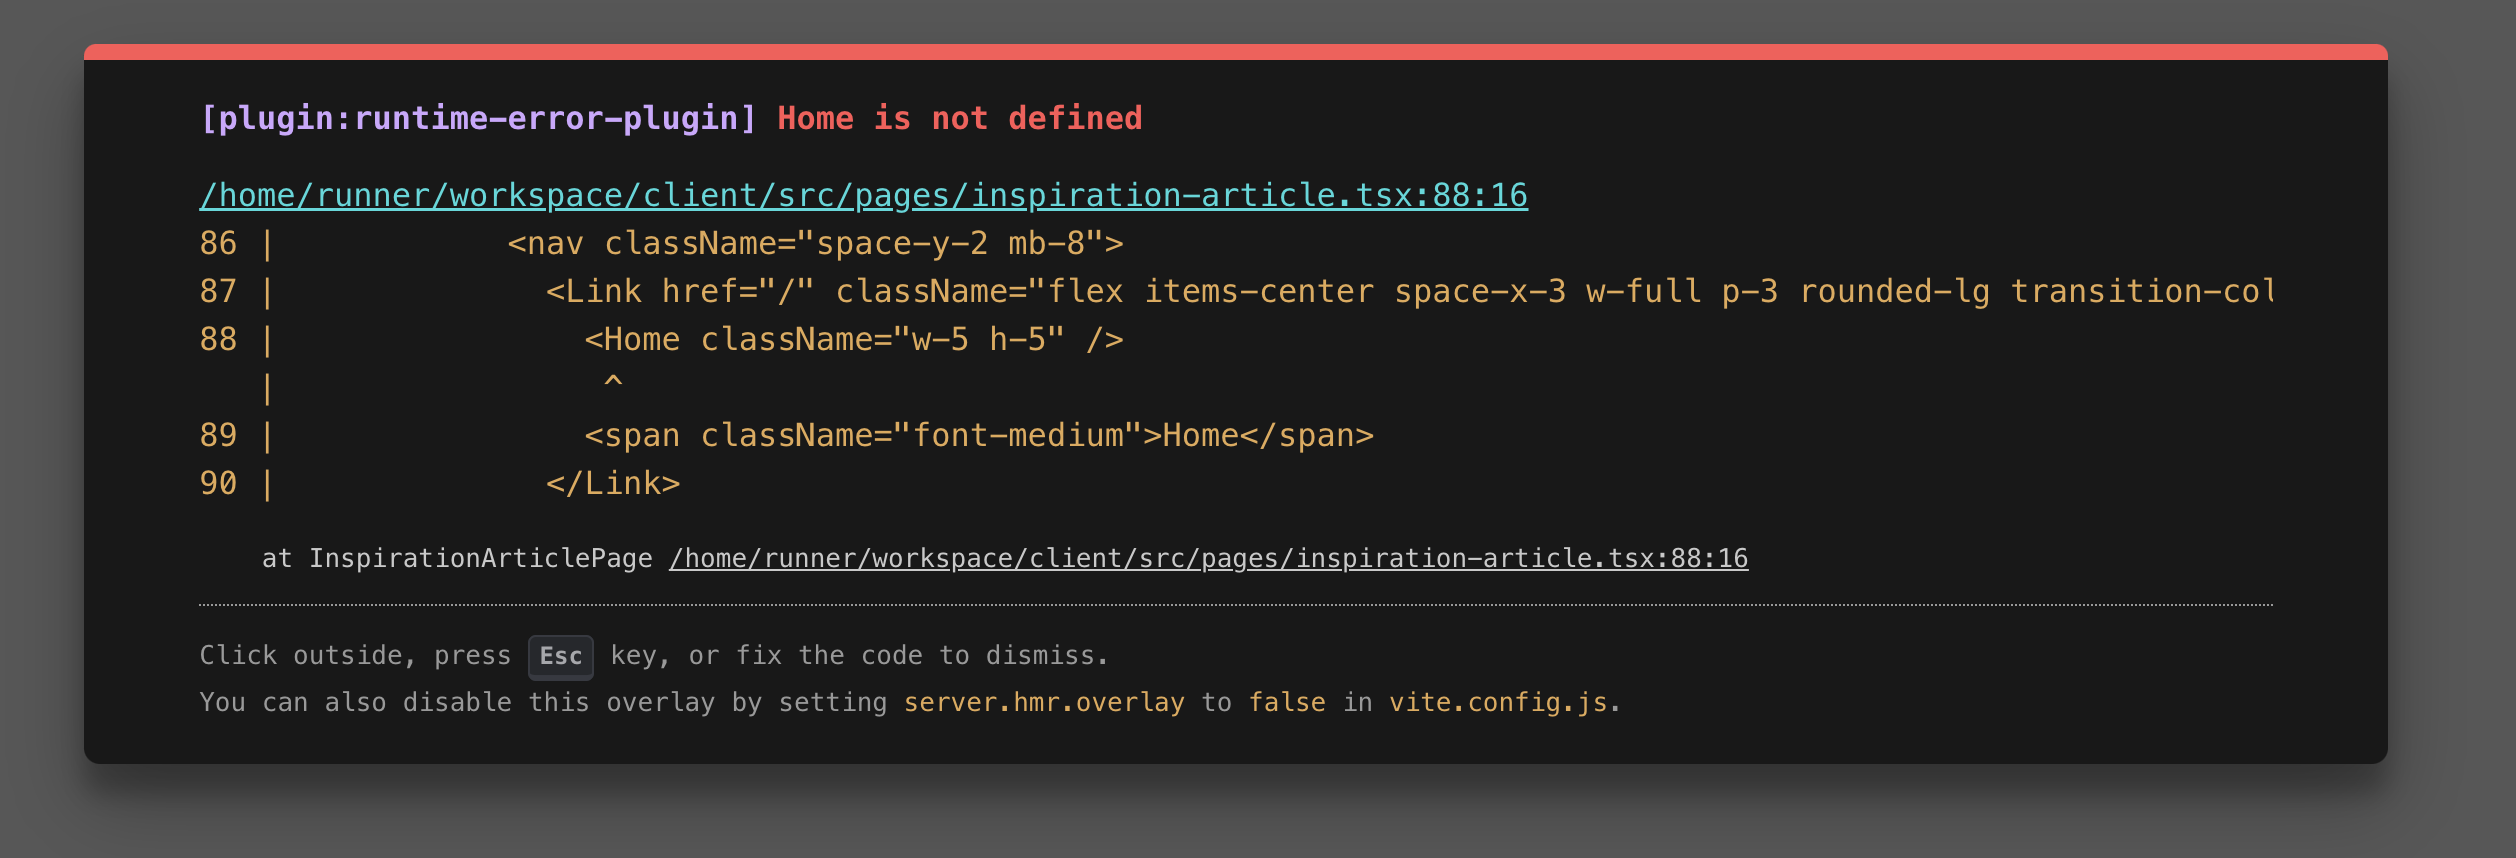 [plugin:runtime-error-plugin] Home is not defined
/home/runner/workspace/client/src/pages/inspiration-article.tsx:88:16
86 |            <nav className="space-y-2 mb-8">
87 |              <Link href="/" className="flex items-center space-x-3 w-full p-3 rounded-lg transition-col
88 |                <Home className="w-5 h-5" />
   |                 ^
89 |                <span className="font-medium">Home</span>
90 |              </Link>
    at InspirationArticlePage /home/runner/workspace/client/src/pages/inspiration-article.tsx:88:16
Click outside, press Esc key, or fix the code to dismiss.
You can also disable this overlay by setting server.hmr.overlay to false in vite.config.js.